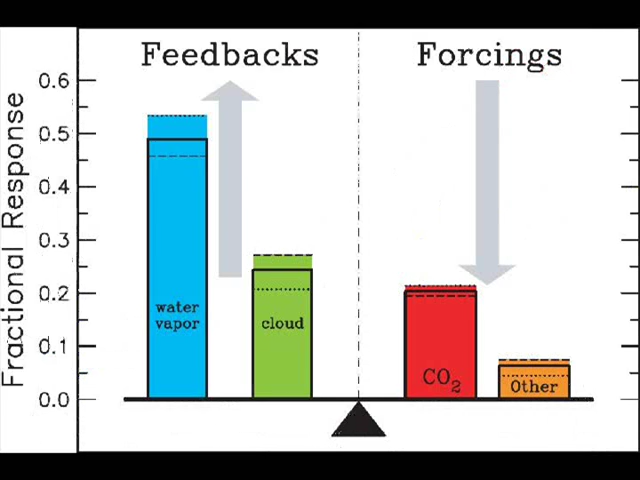 Feedbacks Forcings
Fractional Response
0.6
0.5
0.4
0.3
0.2
0.1
0.0
water
vapor
cloud
CO2
Other